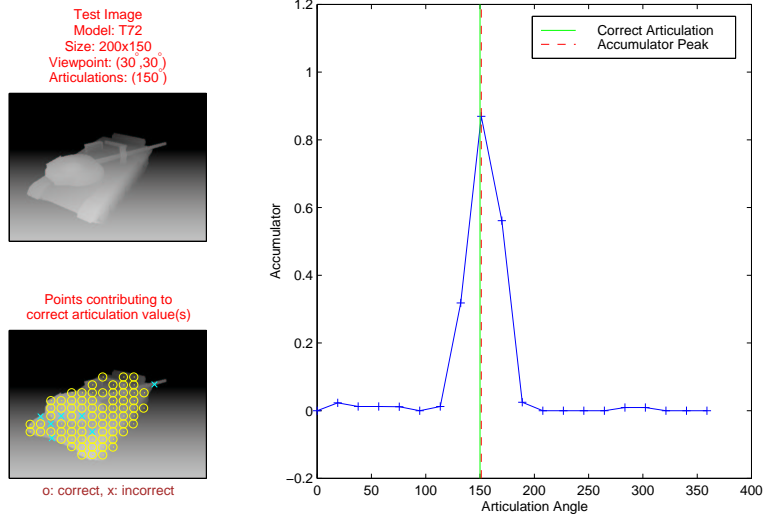 Test Image
Model: T72
Size: 200x150
Viewpoint: (30°,30°)
Articulations: (150°)
Points contributing to
correct articulation value(s)
o: correct, x: incorrect
Correct Articulation
Accumulator Peak
1.2
1
0.8
0.6
0.4
0.2
0
−0.2
Accumulator
0 50 100 150 200 250 300 350 400
Articulation Angle